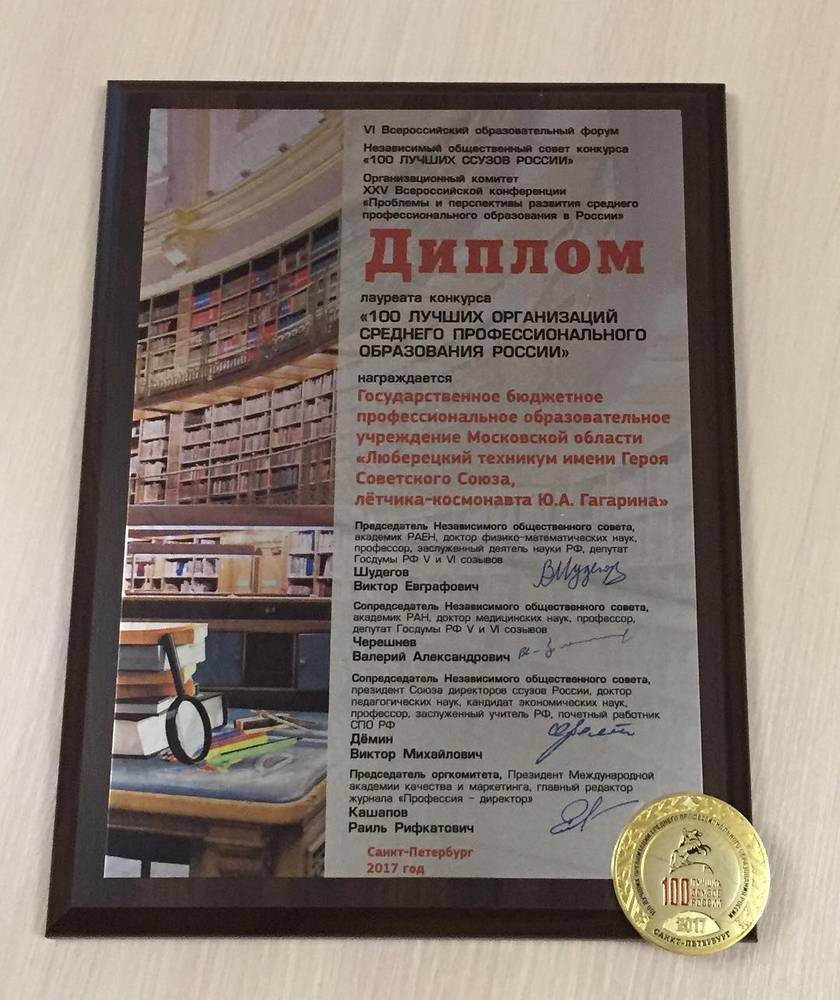 VI Всероссийский образовательный форум
Независимый общественный совет конкурса
«100 ЛУЧШИХ ССУЗОВ РОССИИ»
Организационный комитет
XXV Всероссийской конференции
«Проблемы и перспективы развития среднего
профессионального образования в России»
Диплом
лауреата конкурса
«100 ЛУЧШИХ ОРГАНИЗАЦИЙ
СРЕДНЕГО ПРОФЕССИОНАЛЬНОГО
ОБРАЗОВАНИЯ РОССИИ»
награждается
Государственное бюджетное
профессиональное образовательное
учреждение Московской области
«Люберецкий техникум имени Героя
Советского Союза,
лётчика-космонавта Ю.А. Гагарина»
Председатель Независимого общественного совета,
академик РАЕН, доктор физико-математических наук,
профессор, заслуженный деятель науки РФ, депутат
Госдумы РФ V и VI созывов
Шудегов
Виктор Евграфович
Сопредседатель Независимого общественного совета,
академик РАН, доктор медицинских наук, профессор,
депутат Госдумы РФ V и VI созывов
Черешнев
Валерий Александрович
Сопредседатель Независимого общественного совета,
президент Союза директоров ссузов России, доктор
педагогических наук, кандидат экономических наук,
профессор, заслуженный учитель РФ, почетный работник
СПО РФ
Дёмин
Виктор Михайлович
Председатель оргкомитета, Президент Международной
академии качества и маркетинга, главный редактор
журнала «Профессия – директор»
Кашапов
Раиль Рифкатович
Санкт-Петербург
2017 год
100 ЛУЧШИХ
ССУЗОВ
РОССИИ
2017
САНКТ-ПЕТЕРБУРГ